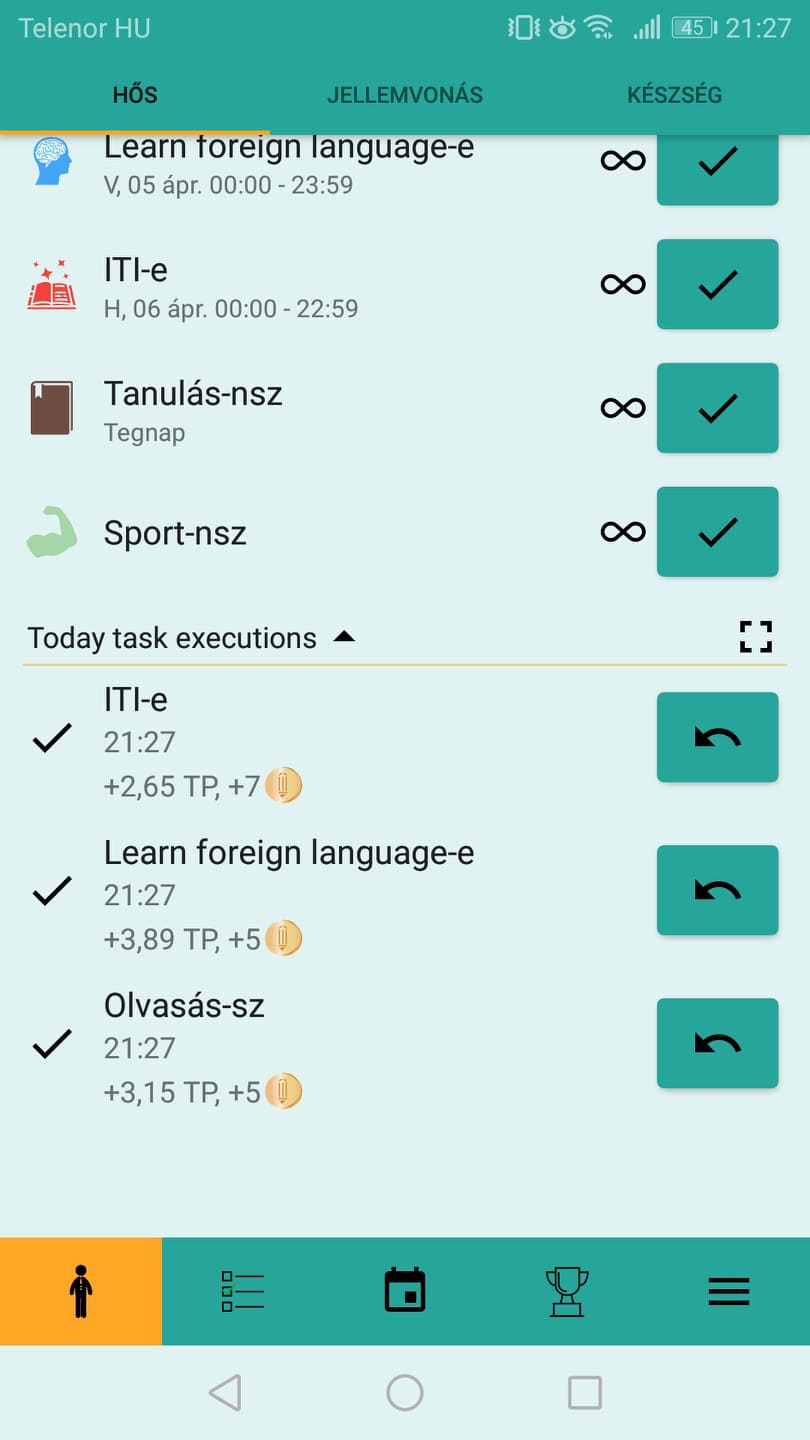 Telenor HU
45 21:27
HŐS JELLEMVONÁS KÉSZSÉG
Learn foreign language-e
V, 05 ápr. 00:00 - 23:59
ITI-e
H, 06 ápr. 00:00 - 22:59
Tanulás-nsz
Tegnap
Sport-nsz
Today task executions
ITI-e
21:27
+2,65 TP, +7
Learn foreign language-e
21:27
+3,89 TP, +5
Olvasás-sz
21:27
+3,15 TP, +5